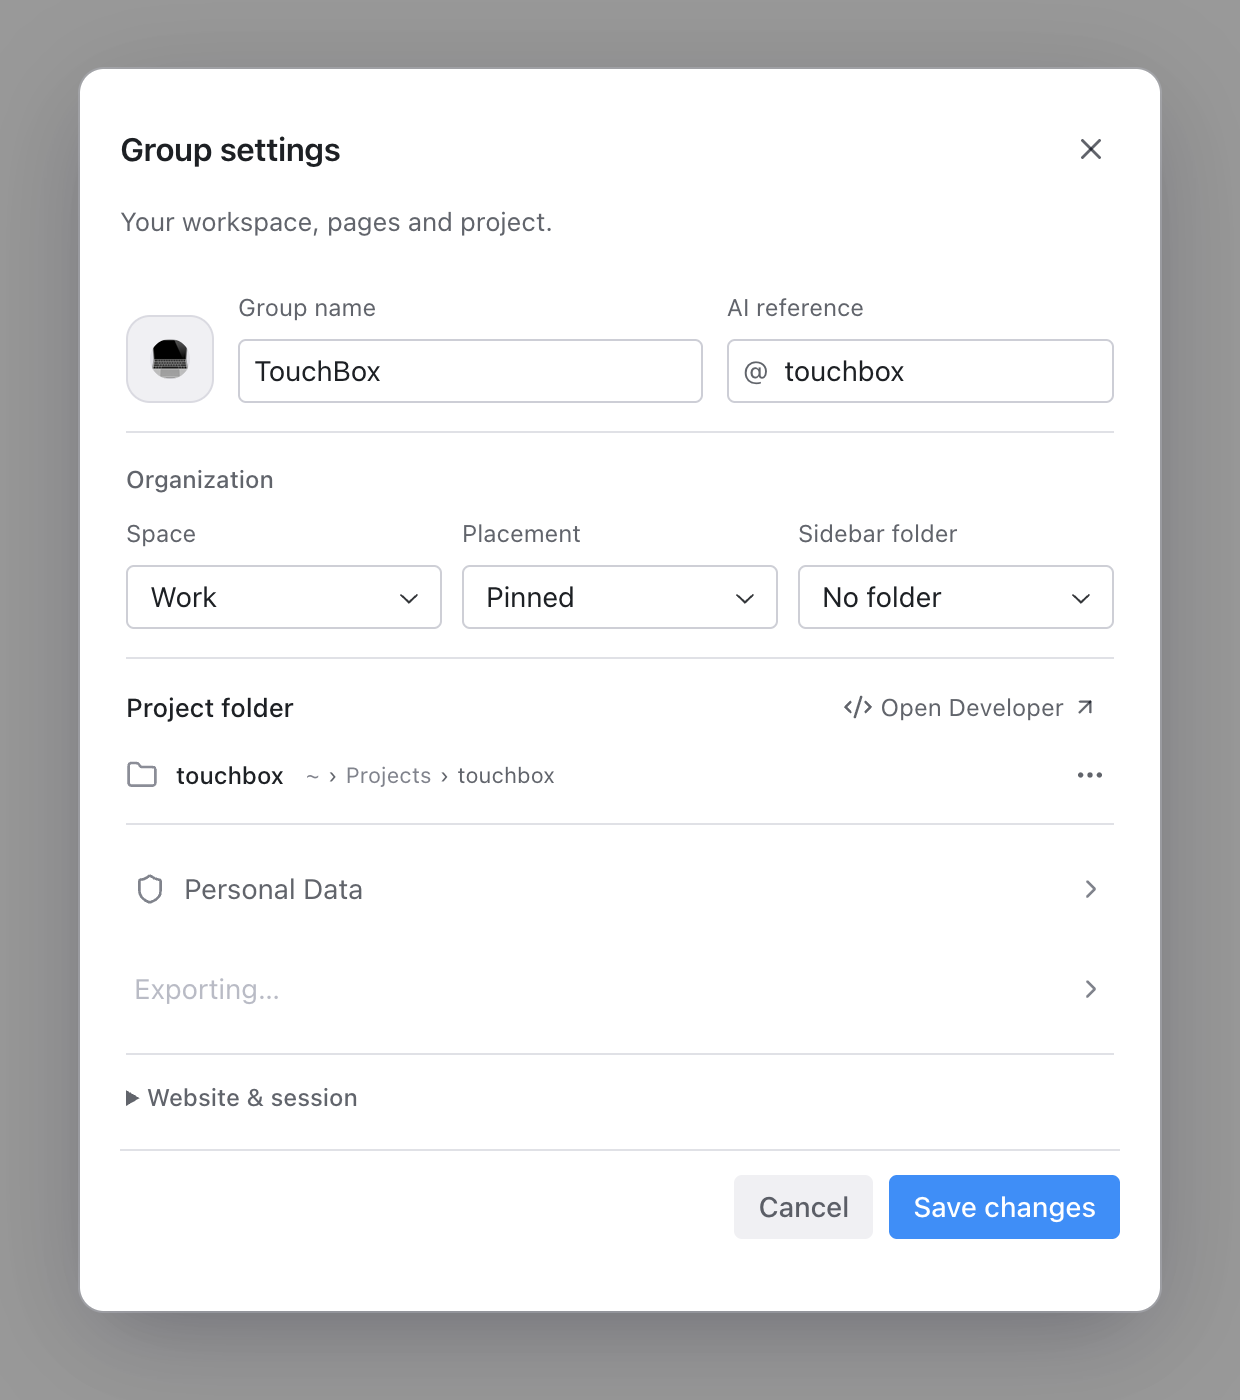 Group settings
Your workspace, pages and project.
Group name
AI reference
TouchBox
@ touchbox
Organization
Space
Placement
Sidebar folder
Work
Pinned
No folder
Project folder
</> Open Developer
touchbox ~ › Projects › touchbox
Personal Data
Exporting...
Website & session
Cancel
Save changes